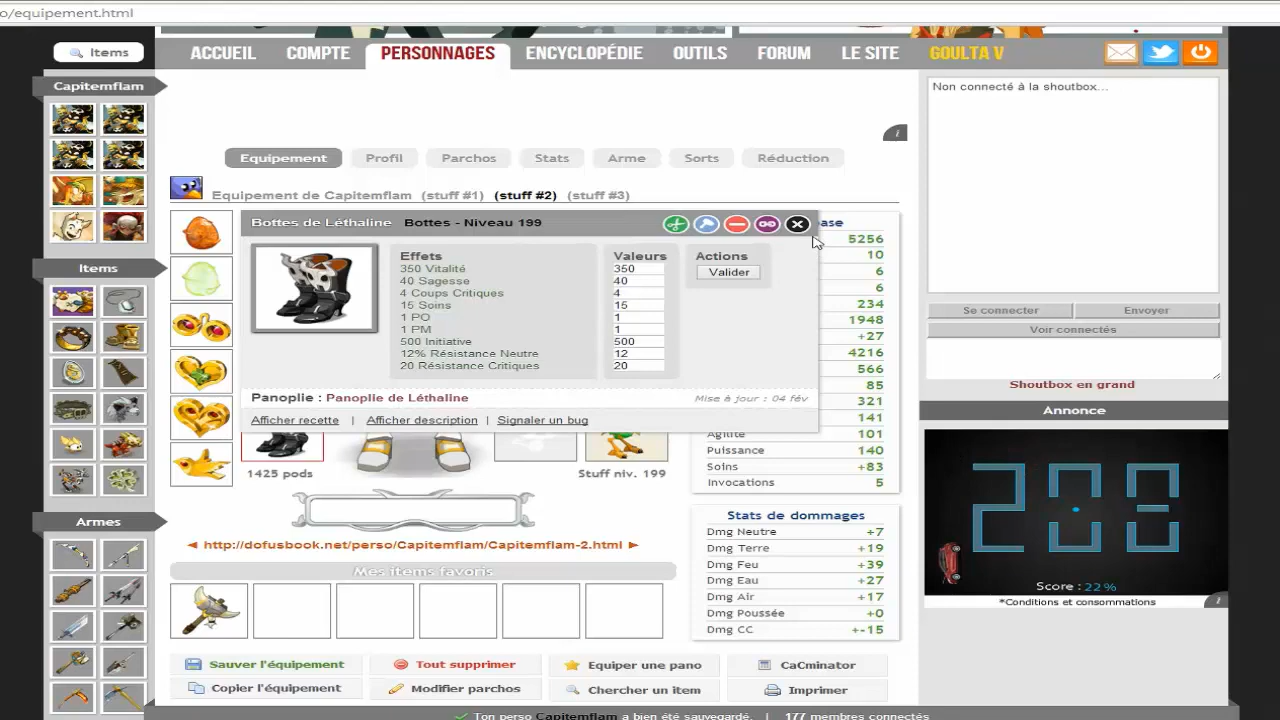 o/equipement.html
Items
ACCUEIL COMPTE PERSONNAGES ENCYCLOPÉDIE OUTILS FORUM LE SITE GOULTA V
Capitemflam
Non connecté à la shoutbox...
Equipement Profil Parchos Stats Arme Sorts Réduction
Equipement de Capitemflam (stuff #1) (stuff #2) (stuff #3)
Bottes de Léthaline Bottes - Niveau 199
ase
5256
10
6
6
234
1948
+27
4216
566
85
321
141
Effets Valeurs Actions
350 Vitalité 350 Valider
40 Sagesse 40
4 Coups Critiques 4
15 Soins 15
1 PO 1
1 PM 1
500 Initiative 500
12% Résistance Neutre 12
20 Résistance Critiques 20
Panoplie : Panoplie de Léthaline Mise à jour : 04 fév
Afficher recette | Afficher description | Signaler un bug
Items
Se connecter Envoyer
Voir connectés
Shoutbox en grand
Annonce
Agilité 101
Puissance 140
Soins +83
Invocations 5
1425 pods Stuff niv. 199
Stats de dommages
Dmg Neutre +7
Dmg Terre +19
Dmg Feu +39
Dmg Eau +27
Dmg Air +17
Dmg Poussée +0
Dmg CC +-15
Armes
http://dofusbook.net/perso/Capitemflam/Capitemflam-2.html
Mes items favoris
208
Score : 22%
*Conditions et consommations
Sauver l'équipement Tout supprimer Equiper une pano CaCminator
Copier l'équipement Modifier parchos Chercher un item Imprimer
Ton perso Capitemflam a bien été sauvegardé. | 177 membres connectés